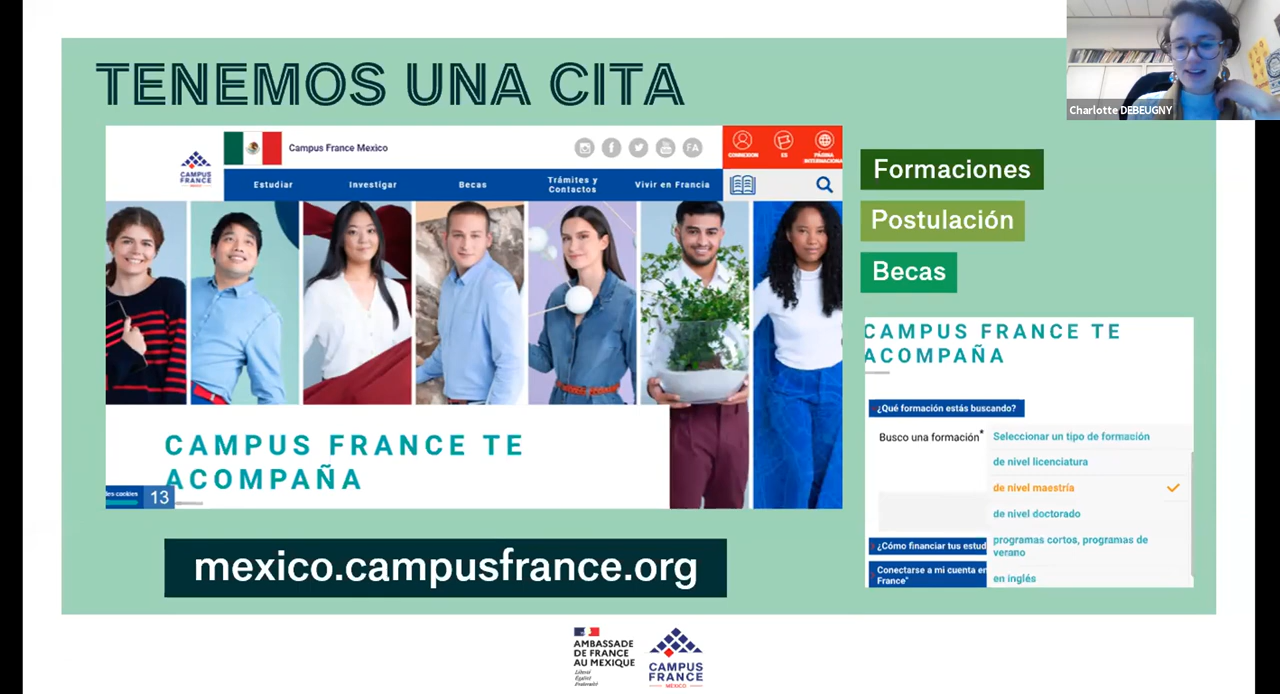 TENEMOS UNA CITA
Charlotte DEBEUGNY
CAMPUS
FRANCE
Campus France Mexico
FA
CONNEXION
ES
PÁGINA
INTERNACIONAL
Estudiar
Investigar
Becas
Trámites y
Contactos
Vivir en Francia
CAMPUS FRANCE TE
ACOMPAÑA
des cookies
13
mexico.campusfrance.org
Formaciones
Postulación
Becas
CAMPUS FRANCE TE
ACOMPAÑA
¿Qué formación estás buscando?
Busco una formación*
Seleccionar un tipo de formación
de nivel licenciatura
de nivel maestría
de nivel doctorado
programas cortos, programas de
verano
en inglés
¿Cómo financiar tus estud
Conectarse a mi cuenta en
France"
AMBASSADE
DE FRANCE
AU MEXIQUE
Liberté
Égalité
Fraternité
CAMPUS
FRANCE
MEXICO